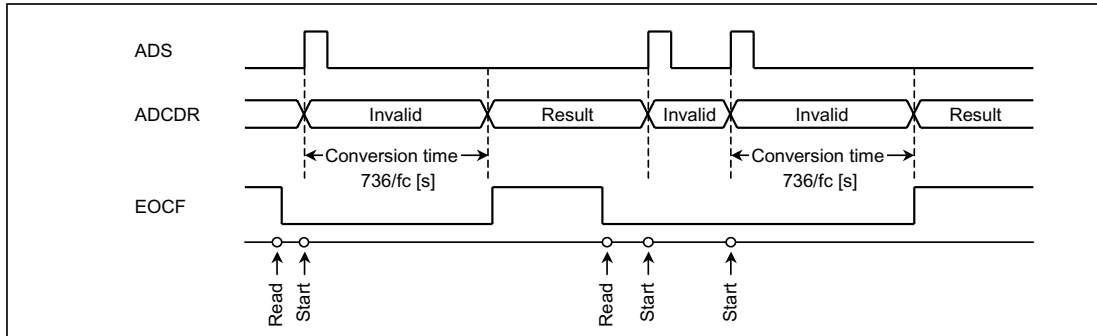 ADS
ADCDR
Invalid
Result
Invalid
Invalid
Result
Conversion time
736/fc [s]
Conversion time
736/fc [s]
EOCF
Read
Start
Read
Start
Start